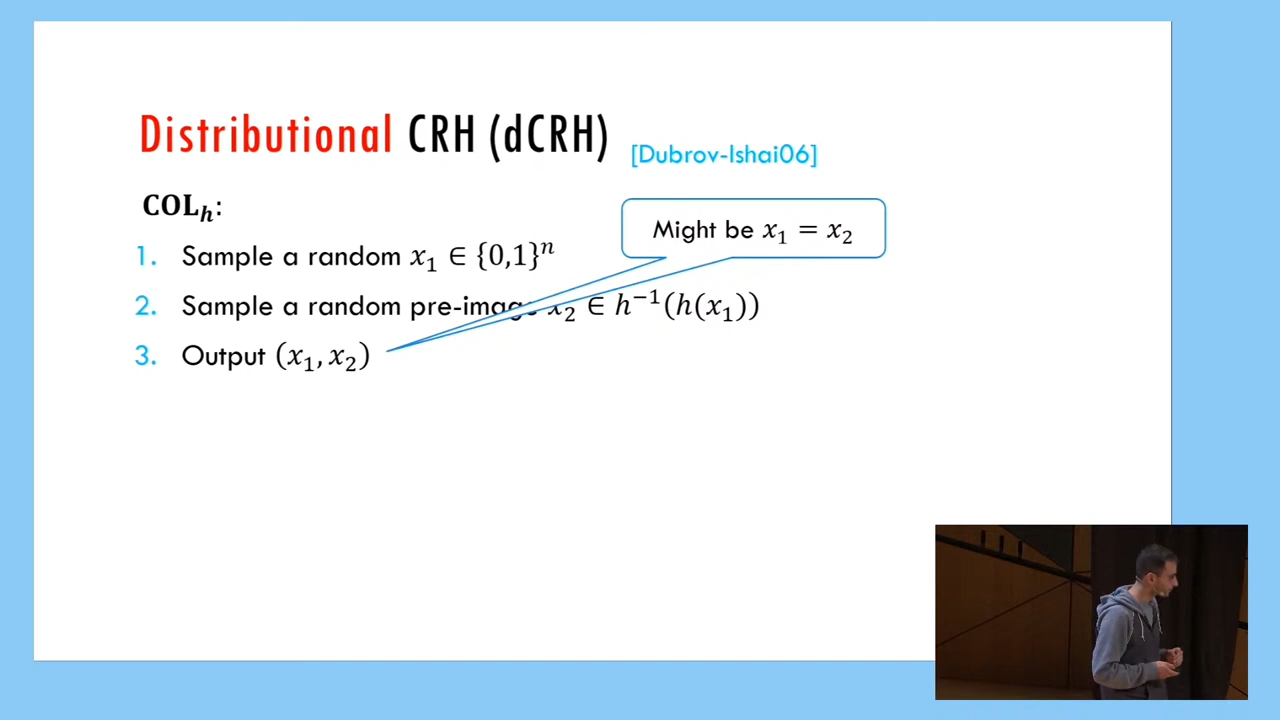 Distributional CRH (dCRH) [Dubrov-Ishai06]
COLₕ:
Might be x₁ = x₂
1. Sample a random x₁ ∈ {0,1}ⁿ
2. Sample a random pre-image x₂ ∈ h⁻¹(h(x₁))
3. Output (x₁, x₂)